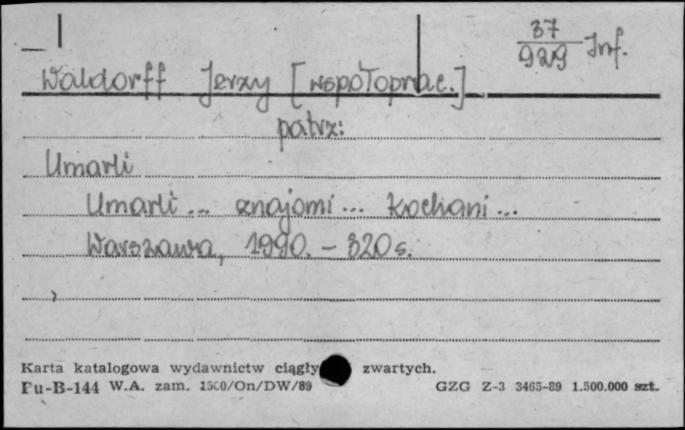 37
929 Inf.
Waldorff Jerzy [współoprac.]
patrz:
Umarli
Umarli... znajomi... kochani...
Warszawa, 1990. - 320 s.
Karta katalogowa wydawnictw ciągły zwartych.
Pu-B-144 W.A. zam. 1500/On/DW/89 GZG Z-3 3465-89 1.500.000 szt.